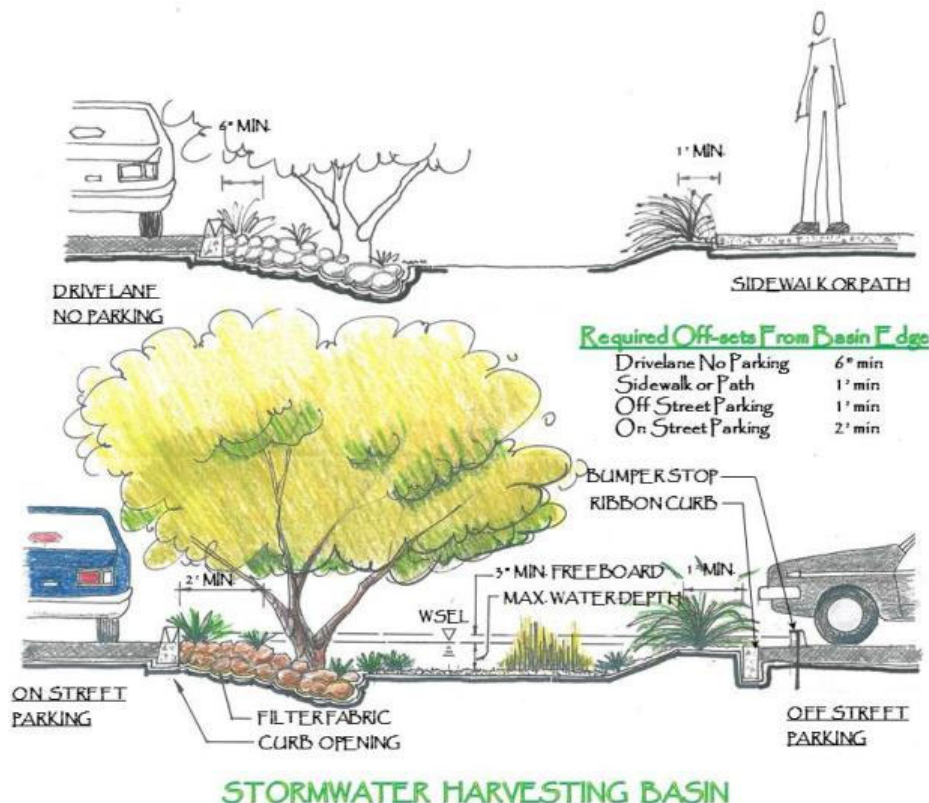 6" MIN.
1' MIN.
DRIVELANE
NO PARKING
SIDEWALK OR PATH
Required Off-sets From Basin Edge
Drivelane No Parking 6" min
Sidewalk or Path 1' min
Off Street Parking 1' min
On Street Parking 2' min
BUMPER STOP
RIBBON CURB
2' MIN.
3" MIN. FREEBOARD
1' MIN.
MAX. WATER DEPTH
WSEL
ON STREET
PARKING
FILTER FABRIC
CURB OPENING
OFF STREET
PARKING
STORMWATER HARVESTING BASIN